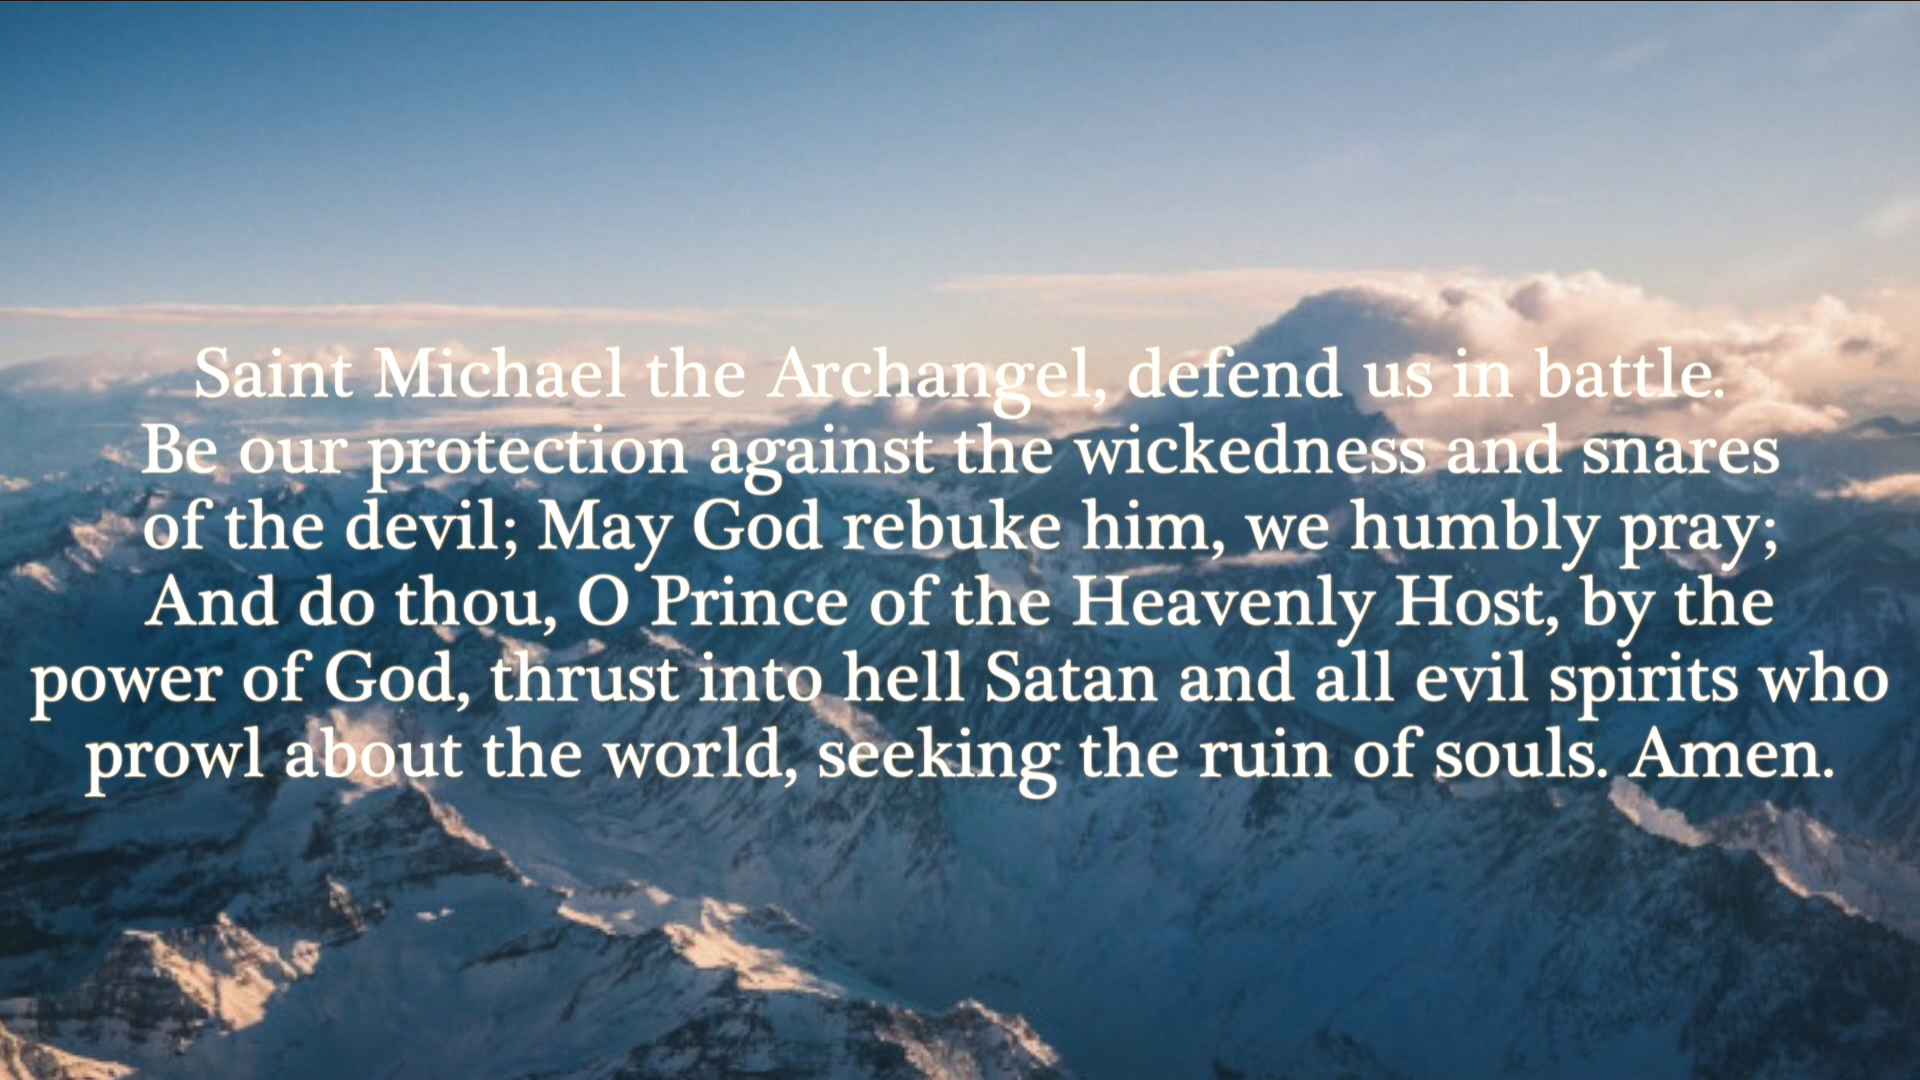 Saint Michael the Archangel, defend us in battle.
Be our protection against the wickedness and snares
of the devil; May God rebuke him, we humbly pray;
And do thou, O Prince of the Heavenly Host, by the
power of God, thrust into hell Satan and all evil spirits who
prowl about the world, seeking the ruin of souls. Amen.